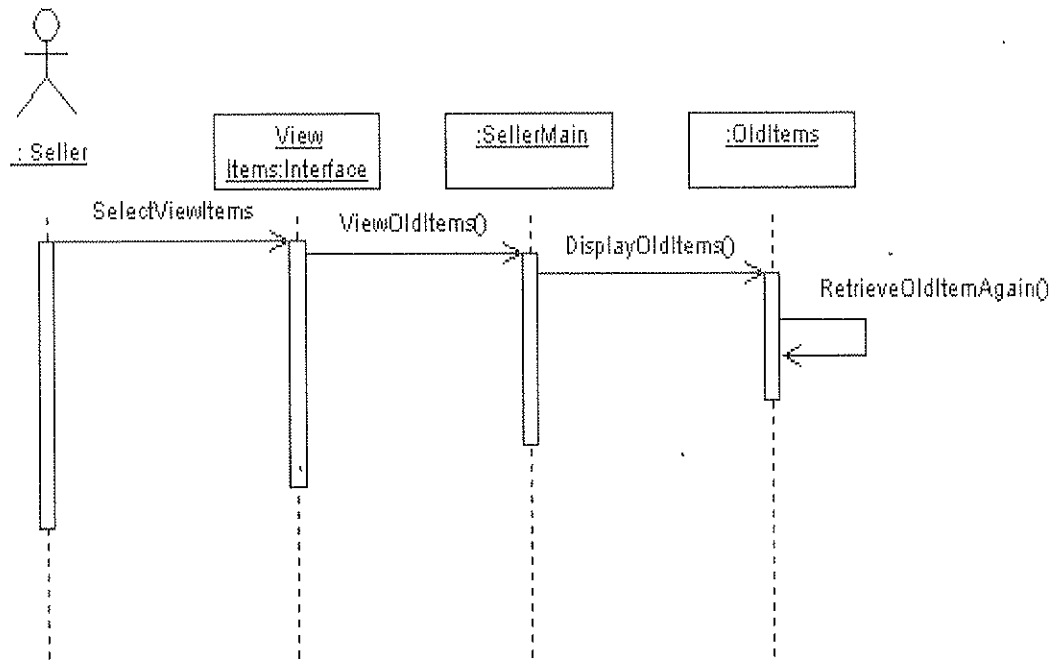 : Seller
View
Items:Interface
:SellerMain
:OldItems
SelectViewItems
ViewOldItems()
DisplayOldItems()
RetrieveOldItemAgain()